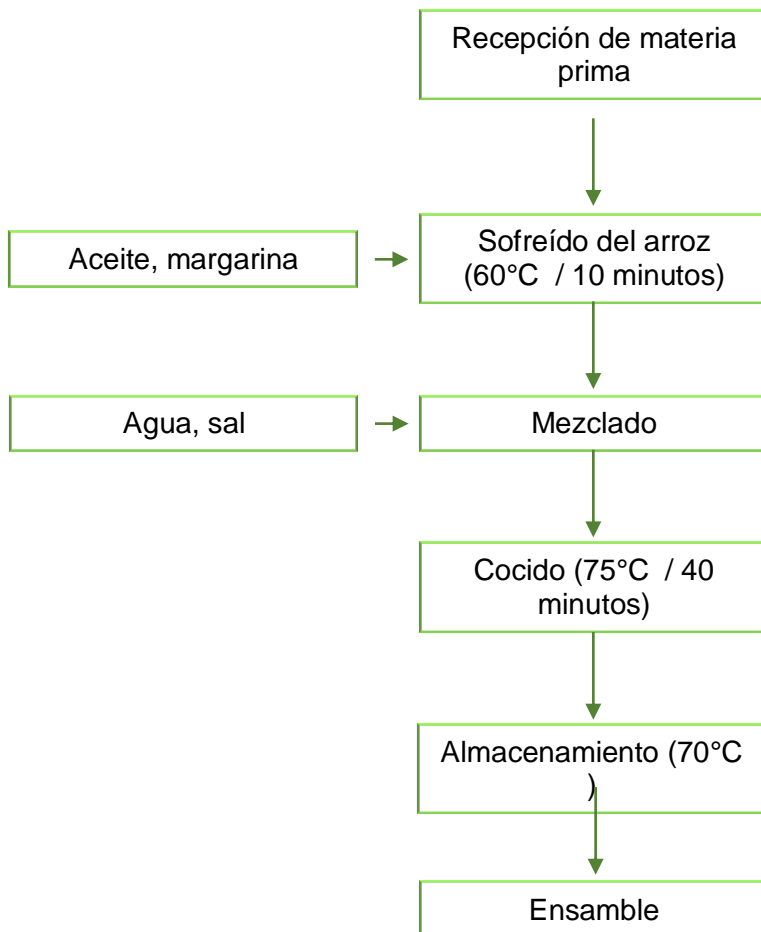 Recepción de materia
prima
Aceite, margarina
Sofreído del arroz
(60°C / 10 minutos)
Agua, sal
Mezclado
Cocido (75°C / 40
minutos)
Almacenamiento (70°C
)
Ensamble